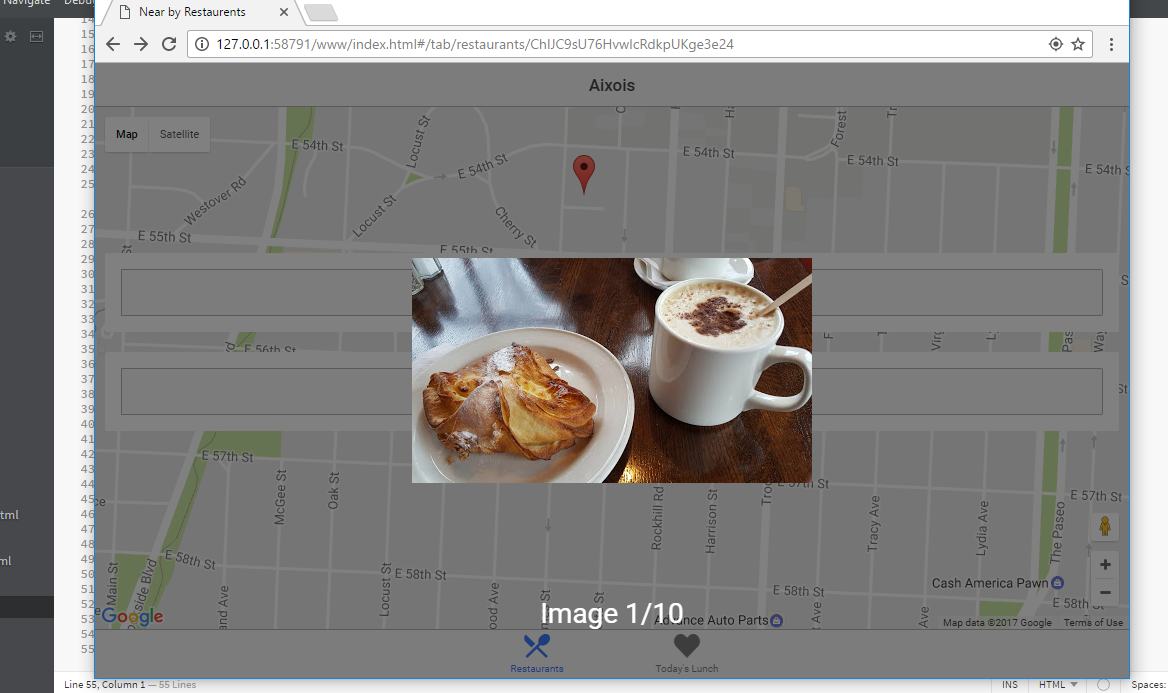 Navigate
Near by Restaurents
127.0.0.1:58791/www/index.html#/tab/restaurants/ChIJC9sU76HvwIcRdkpUKge3e24
Aixois
Map Satellite
E 54th St
Locust St
E 54th St
E 54th St
Forest
E 54th St
E 54th S
Westover Rd
Locust St
Cherry St
E 55th St
E 55th St
E 56th St
E 57th St
McGee St
Oak St
Rockhill Rd
Harrison St
E 57th St
Tracy Ave
Lydia Ave
The Paseo
E 57th St
E 58th St
Main St
Locust St
E 58th St
E 58th St
E 58th
Cash America Pawn
Advance Auto Parts
Image 1/10
Google
Map data ©2017 Google Terms of Use
Restaurants
Today's Lunch
14
15
16
17
18
19
20
21
22
23
24
25
26
27
28
29
30
31
32
33
34
35
36
37
38
39
40
41
42
43
44
45
46
47
48
49
50
51
52
53
54
55
tml
ml
Line 55, Column 1 — 55 Lines
INS HTML Spaces: